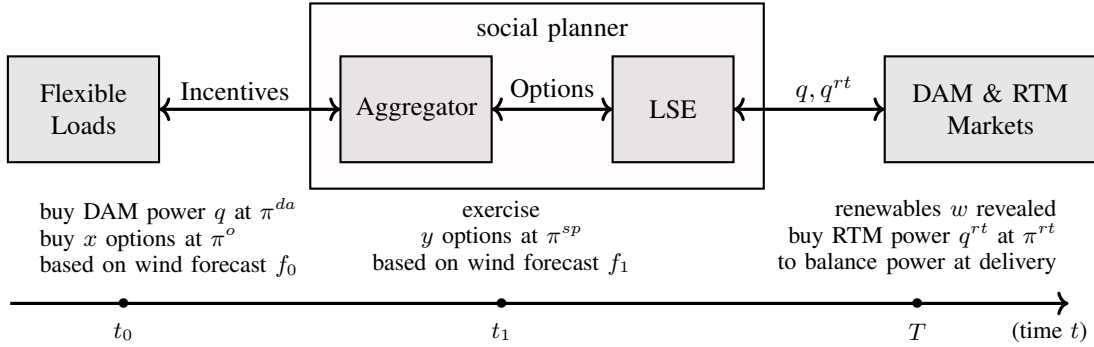 social planner
Flexible
Loads
Incentives
Aggregator
Options
LSE
q, q^{rt}
DAM & RTM
Markets
buy DAM power q at π^{da}
buy x options at π^o
based on wind forecast f_0
exercise
y options at π^{sp}
based on wind forecast f_1
renewables w revealed
buy RTM power q^{rt} at π^{rt}
to balance power at delivery
t_0
t_1
T
(time t)